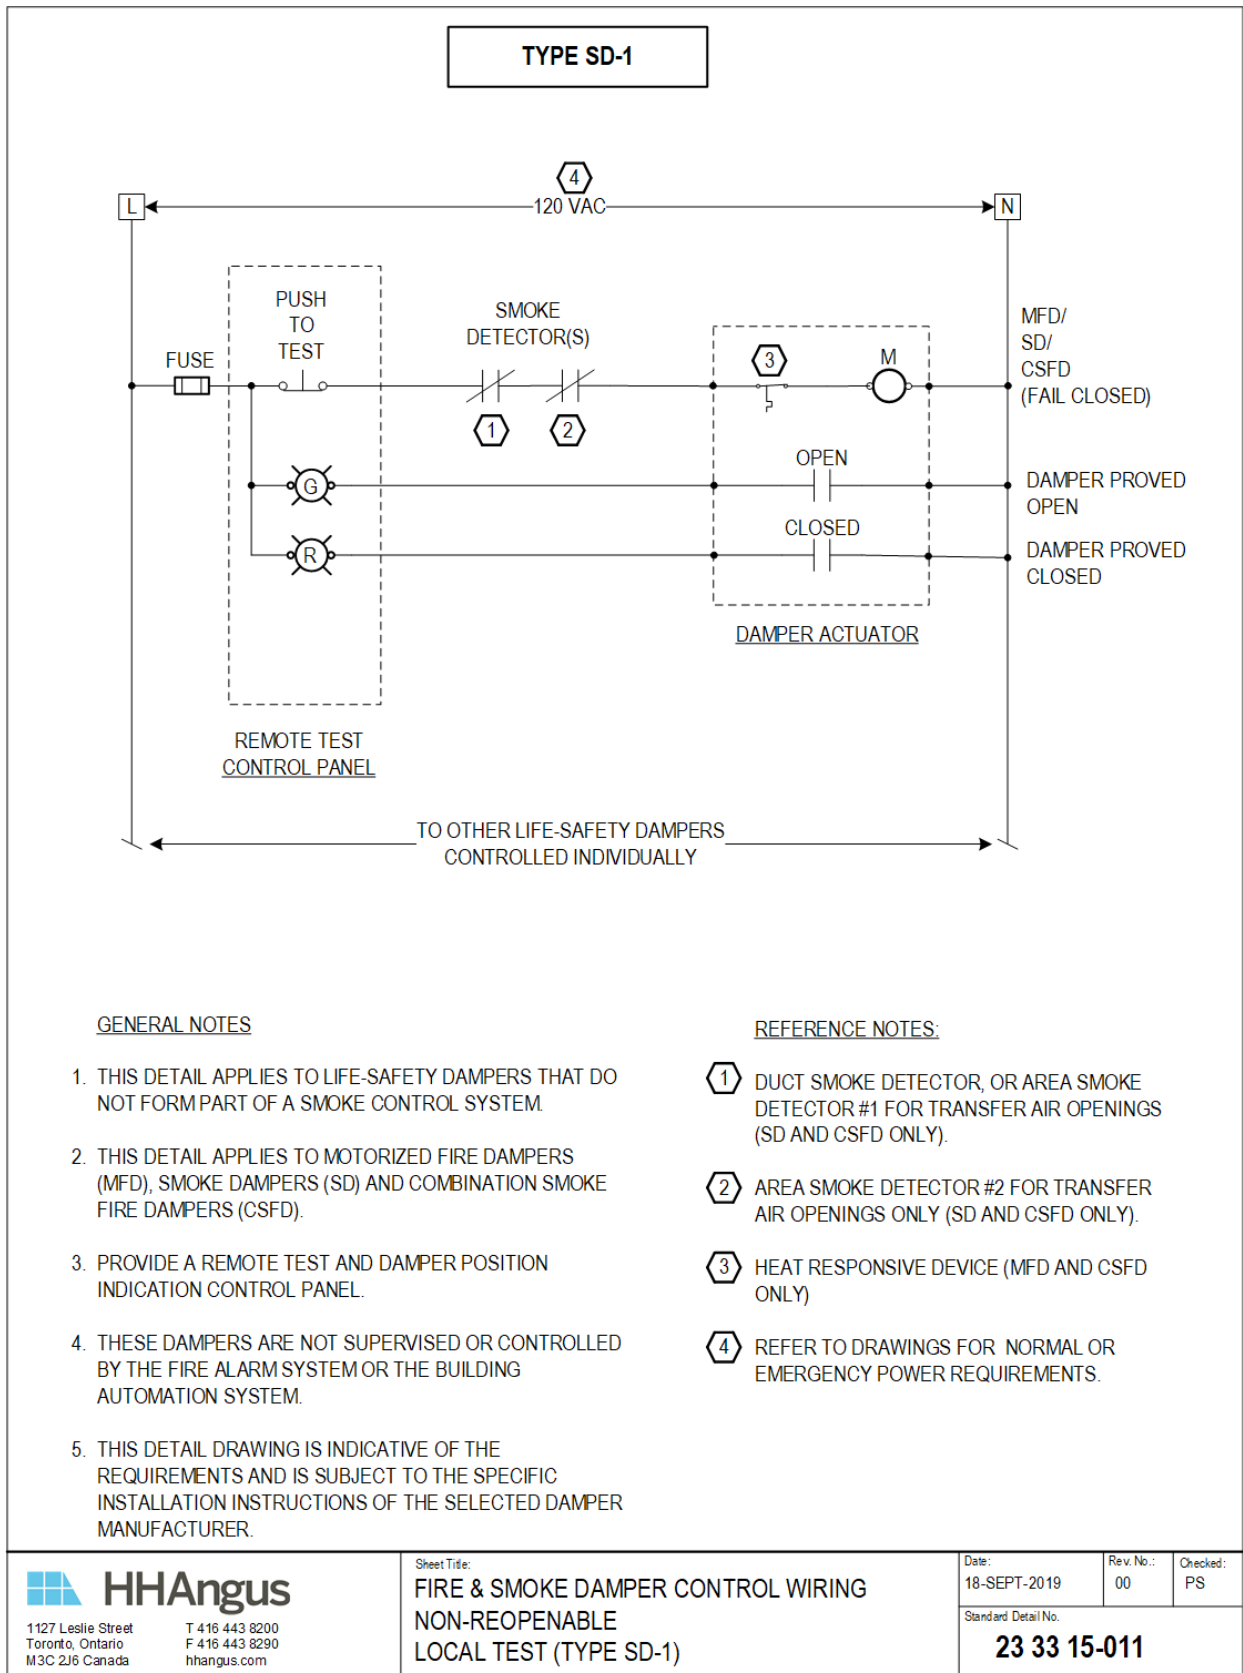 TYPE SD-1
4
L
120 VAC
N
PUSH
TO
TEST
SMOKE
DETECTOR(S)
MFD/
SD/
CSFD
(FAIL CLOSED)
FUSE
3
M
1
2
OPEN
G
DAMPER PROVED
OPEN
CLOSED
R
DAMPER PROVED
CLOSED
DAMPER ACTUATOR
REMOTE TEST
CONTROL PANEL
TO OTHER LIFE-SAFETY DAMPERS
CONTROLLED INDIVIDUALLY
GENERAL NOTES
1. THIS DETAIL APPLIES TO LIFE-SAFETY DAMPERS THAT DO
NOT FORM PART OF A SMOKE CONTROL SYSTEM.
2. THIS DETAIL APPLIES TO MOTORIZED FIRE DAMPERS
(MFD), SMOKE DAMPERS (SD) AND COMBINATION SMOKE
FIRE DAMPERS (CSFD).
3. PROVIDE A REMOTE TEST AND DAMPER POSITION
INDICATION CONTROL PANEL.
4. THESE DAMPERS ARE NOT SUPERVISED OR CONTROLLED
BY THE FIRE ALARM SYSTEM OR THE BUILDING
AUTOMATION SYSTEM.
5. THIS DETAIL DRAWING IS INDICATIVE OF THE
REQUIREMENTS AND IS SUBJECT TO THE SPECIFIC
INSTALLATION INSTRUCTIONS OF THE SELECTED DAMPER
MANUFACTURER.
REFERENCE NOTES:
1 DUCT SMOKE DETECTOR, OR AREA SMOKE
DETECTOR #1 FOR TRANSFER AIR OPENINGS
(SD AND CSFD ONLY).
2 AREA SMOKE DETECTOR #2 FOR TRANSFER
AIR OPENINGS ONLY (SD AND CSFD ONLY).
3 HEAT RESPONSIVE DEVICE (MFD AND CSFD
ONLY)
4 REFER TO DRAWINGS FOR NORMAL OR
EMERGENCY POWER REQUIREMENTS.
HHAngus
1127 Leslie Street
Toronto, Ontario
M3C 2J6 Canada
T 416 443 8200
F 416 443 8290
hhangus.com
Sheet Title:
FIRE & SMOKE DAMPER CONTROL WIRING
NON-REOPENABLE
LOCAL TEST (TYPE SD-1)
Date:
18-SEPT-2019
Rev. No.:
00
Checked:
PS
Standard Detail No.
23 33 15-011